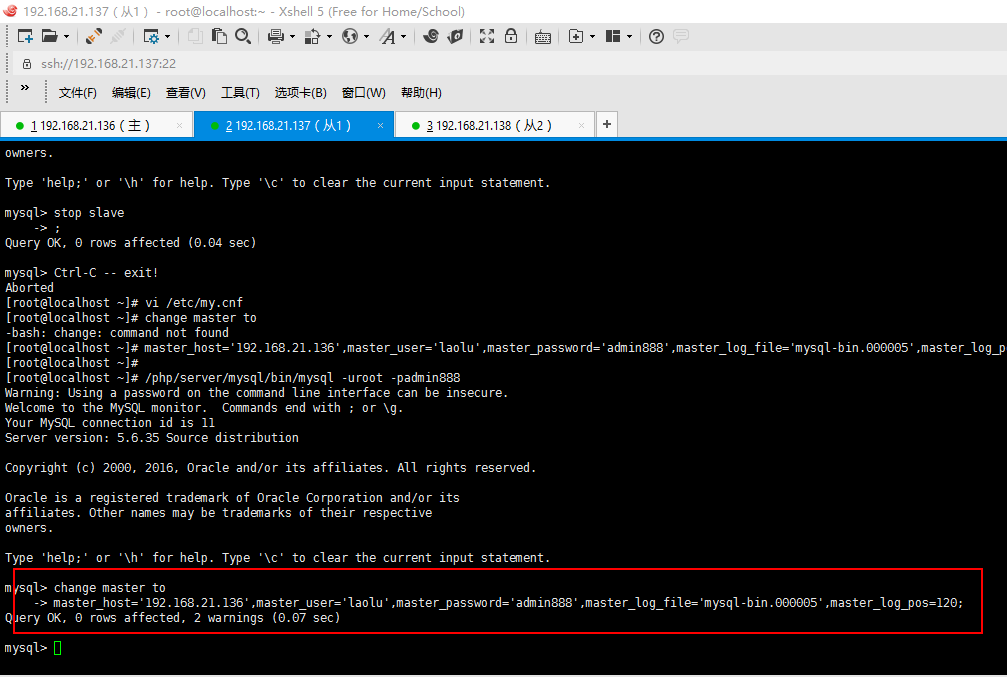 192.168.21.137（从1） - root@localhost:~ - Xshell 5 (Free for Home/School)
ssh://192.168.21.137:22
» 文件(F) 编辑(E) 查看(V) 工具(T) 选项卡(B) 窗口(W) 帮助(H)
1 192.168.21.136（主） × 2 192.168.21.137（从1） × 3 192.168.21.138（从2） × +
owners.
Type 'help;' or '\h' for help. Type '\c' to clear the current input statement.
mysql> stop slave
    -> ;
Query OK, 0 rows affected (0.04 sec)
mysql> Ctrl-C -- exit!
Aborted
[root@localhost ~]# vi /etc/my.cnf
[root@localhost ~]# change master to
-bash: change: command not found
[root@localhost ~]# master_host='192.168.21.136',master_user='laolu',master_password='admin888',master_log_file='mysql-bin.000005',master_log_p
[root@localhost ~]#
[root@localhost ~]# /php/server/mysql/bin/mysql -uroot -padmin888
Warning: Using a password on the command line interface can be insecure.
Welcome to the MySQL monitor.  Commands end with ; or \g.
Your MySQL connection id is 11
Server version: 5.6.35 Source distribution
Copyright (c) 2000, 2016, Oracle and/or its affiliates. All rights reserved.
Oracle is a registered trademark of Oracle Corporation and/or its
affiliates. Other names may be trademarks of their respective
owners.
Type 'help;' or '\h' for help. Type '\c' to clear the current input statement.
mysql> change master to
    -> master_host='192.168.21.136',master_user='laolu',master_password='admin888',master_log_file='mysql-bin.000005',master_log_pos=120;
Query OK, 0 rows affected, 2 warnings (0.07 sec)
mysql>